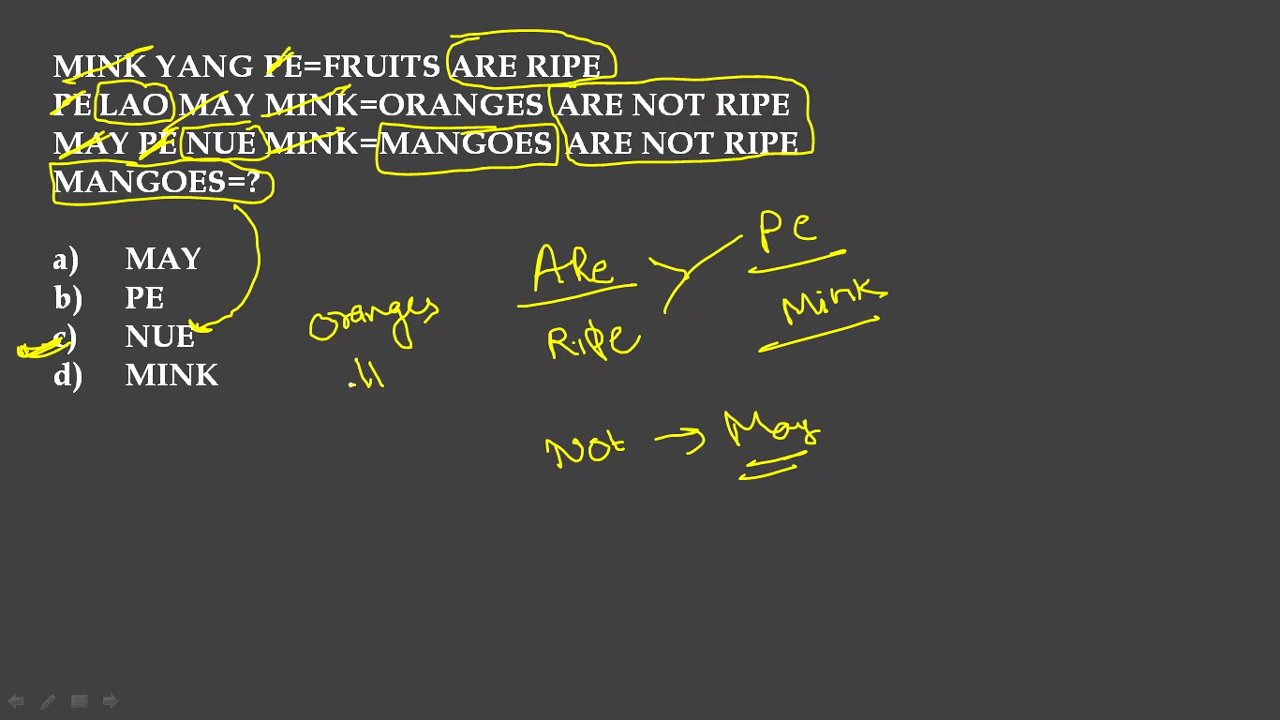 MINK YANG PE=FRUITS ARE RIPE
PE LAO MAY MINK=ORANGES ARE NOT RIPE
MAY PE NUE MINK=MANGOES ARE NOT RIPE
MANGOES=?
a) MAY
b) PE
c) NUE
d) MINK
ARe
Ripe
Pe
Mink
oranges
Not → May